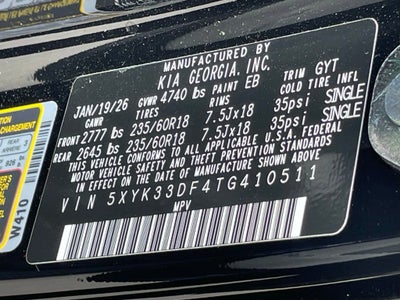 MANUFACTURED BY
KIA GEORGIA, INC.
JAN/19/26 GVWR 4740 lbs PAINT EB TRIM GYT
GAWR TIRES RIMS COLD TIRE INFL
FRONT 2777 lbs 235/60R18 7.5Jx18 35psi SINGLE
REAR 2645 lbs 235/60R18 7.5Jx18 35psi SINGLE
THIS VEHICLE CONFORMS TO ALL APPLICABLE U.S.A. FEDERAL
MOTOR VEHICLE SAFETY AND THEFT PREVENTION STANDARDS
IN EFFECT ON THE DATE OF MANUFACTURE SHOWN ABOVE.
VIN 5XYK33DF4TG410511
MPV
W410